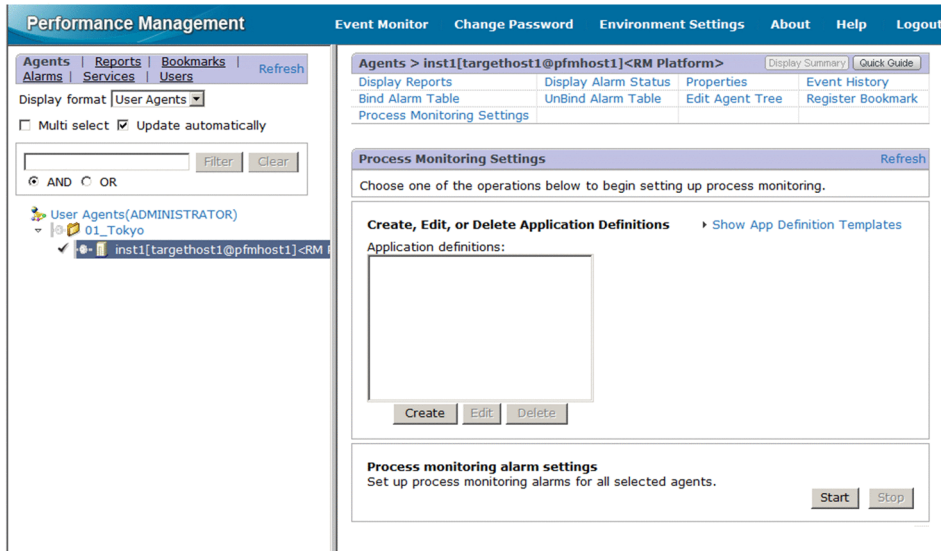 Performance Management
Event Monitor Change Password Environment Settings About Help Logout
Agents | Reports | Bookmarks |
Alarms | Services | Users
Refresh
Display format User Agents
Multi select Update automatically
Filter Clear
AND OR
User Agents(ADMINISTRATOR)
01_Tokyo
inst1[targethost1@pfmhost1]<RM
Agents > inst1[targethost1@pfmhost1]<RM Platform>
Display Summary Quick Guide
Display Reports Display Alarm Status Properties Event History
Bind Alarm Table UnBind Alarm Table Edit Agent Tree Register Bookmark
Process Monitoring Settings
Process Monitoring Settings Refresh
Choose one of the operations below to begin setting up process monitoring.
Create, Edit, or Delete Application Definitions Show App Definition Templates
Application definitions:
Create Edit Delete
Process monitoring alarm settings
Set up process monitoring alarms for all selected agents.
Start Stop